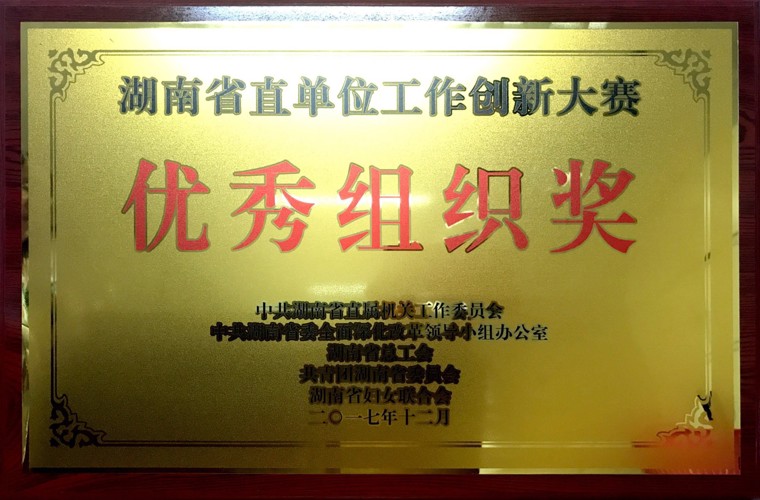 湖南省直单位工作创新大赛
优秀组织奖
中共湖南省直属机关工作委员会
中共湖南省委全面深化改革领导小组办公室
湖南省总工会
共青团湖南省委员会
湖南省妇女联合会
二〇一七年十二月